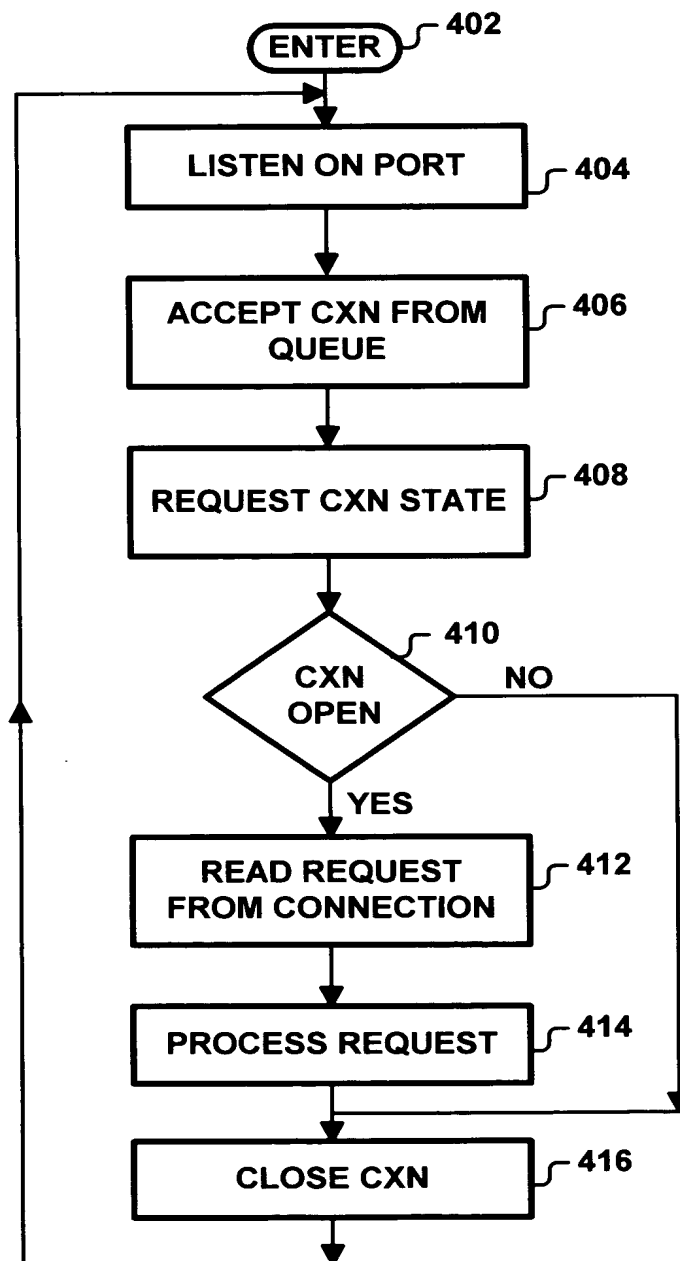 ENTER 402
LISTEN ON PORT 404
ACCEPT CXN FROM 406
QUEUE
REQUEST CXN STATE 408
410
CXN NO
OPEN
YES
READ REQUEST 412
FROM CONNECTION
PROCESS REQUEST 414
CLOSE CXN 416